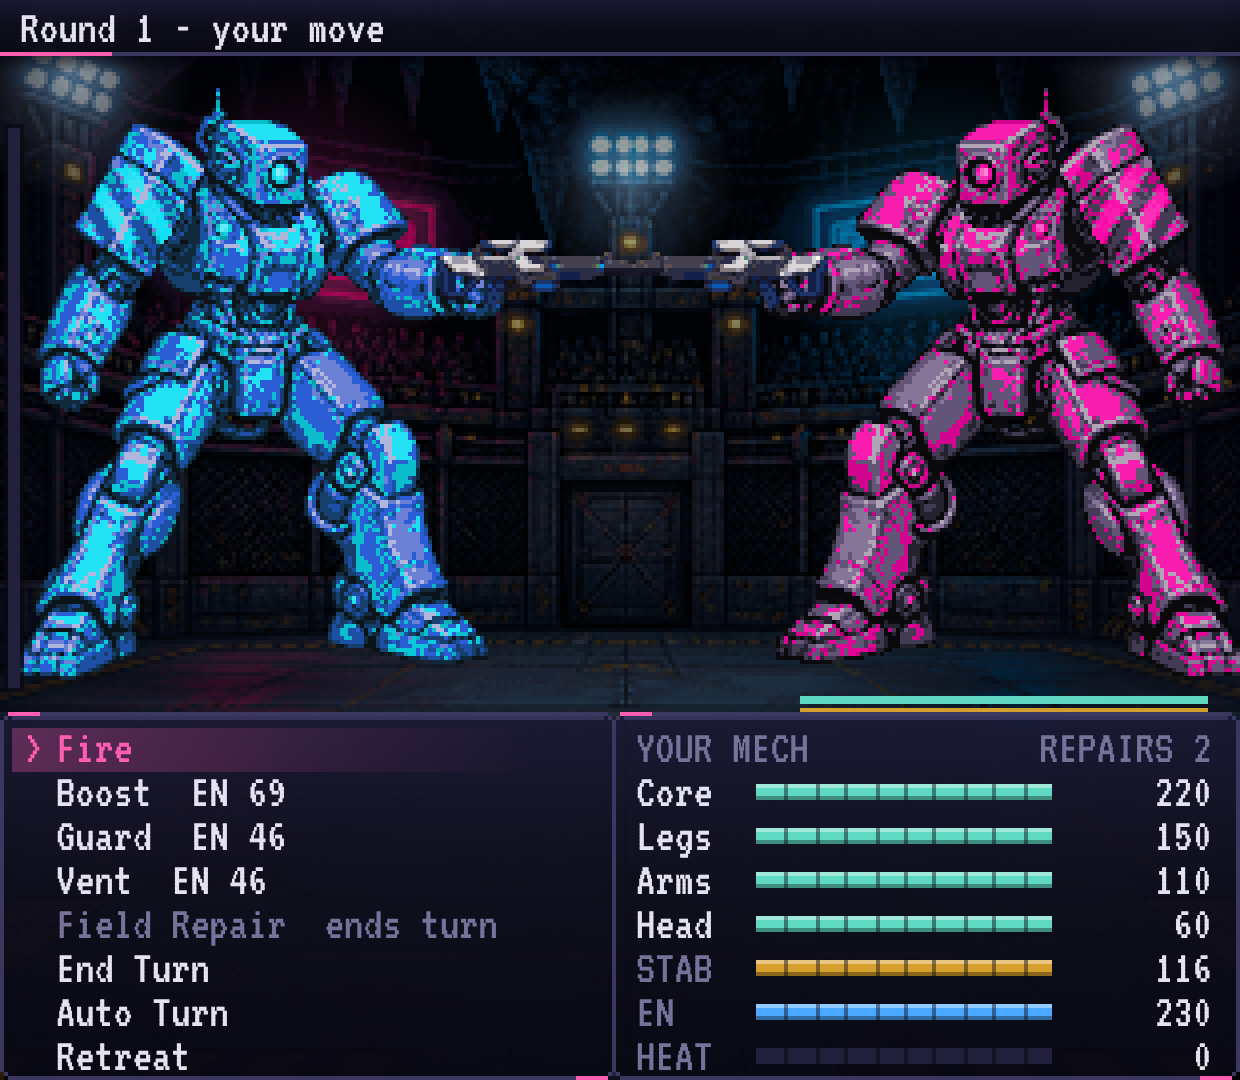 Round 1 - your move
> Fire
Boost EN 69
Guard EN 46
Vent EN 46
Field Repair ends turn
End Turn
Auto Turn
Retreat
YOUR MECH REPAIRS 2
Core 220
Legs 150
Arms 110
Head 60
STAB 116
EN 230
HEAT 0